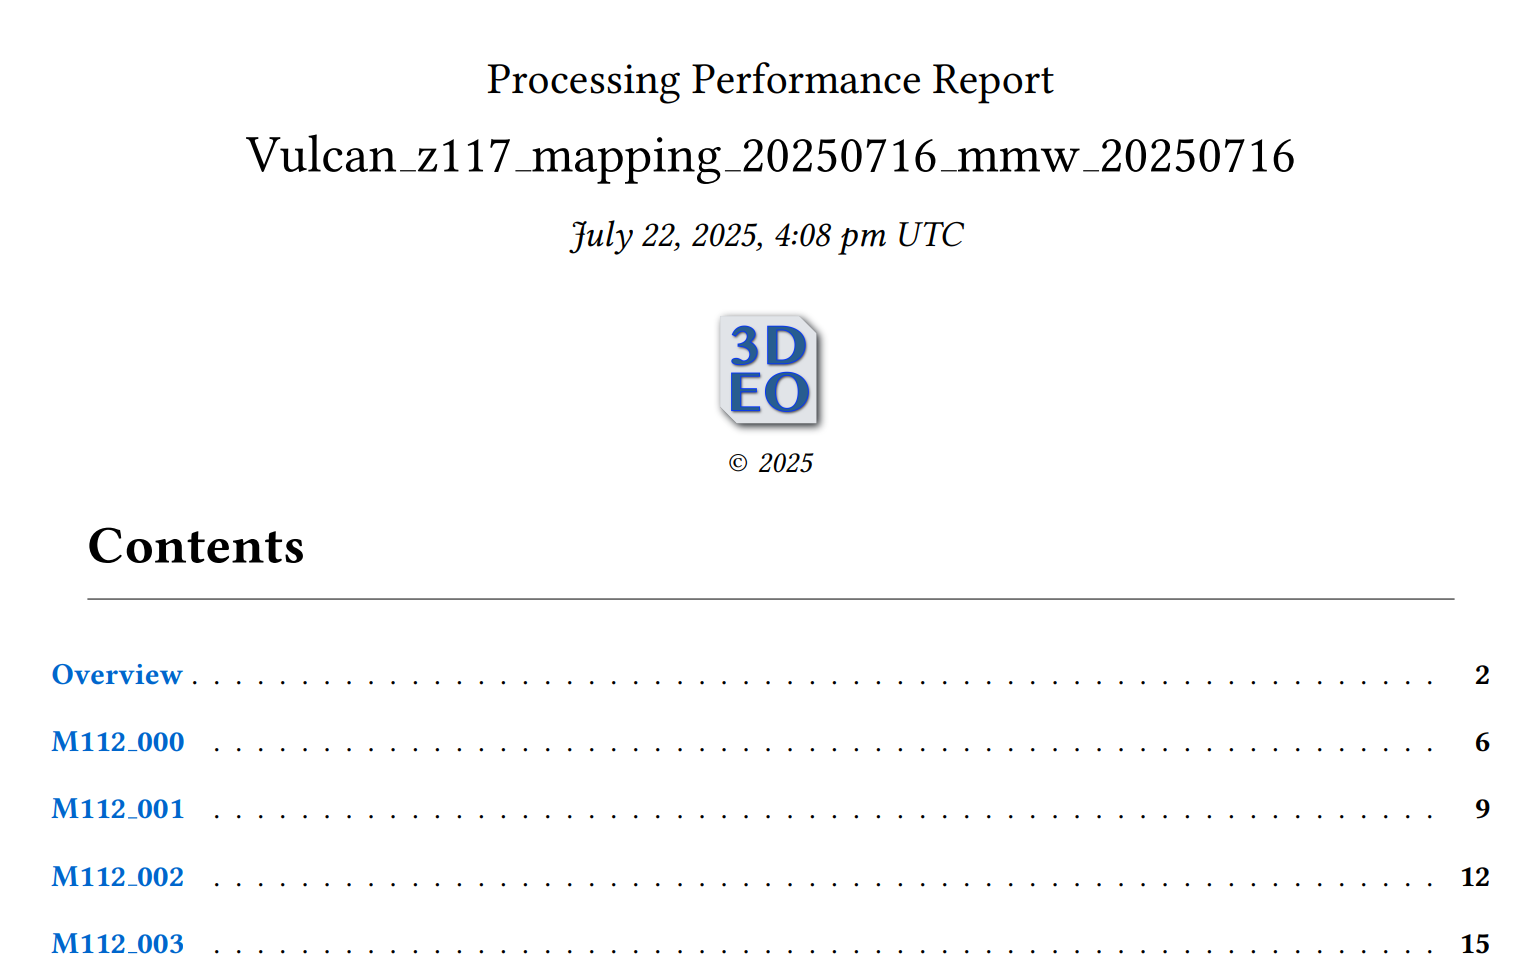 Processing Performance Report
Vulcan_z117_mapping_20250716_mmw_20250716
July 22, 2025, 4:08 pm UTC
3D
EO
© 2025
Contents
Overview . . . . . . . . . . . . . . . . . . . . . . . . . . . . . . . . . . . . . . . . . . . . . . . . . . . . . . . . . 2
M112_000 . . . . . . . . . . . . . . . . . . . . . . . . . . . . . . . . . . . . . . . . . . . . . . . . . . . . . . . . 6
M112_001 . . . . . . . . . . . . . . . . . . . . . . . . . . . . . . . . . . . . . . . . . . . . . . . . . . . . . . . . 9
M112_002 . . . . . . . . . . . . . . . . . . . . . . . . . . . . . . . . . . . . . . . . . . . . . . . . . . . . . . . . 12
M112_003 . . . . . . . . . . . . . . . . . . . . . . . . . . . . . . . . . . . . . . . . . . . . . . . . . . . . . . . . 15